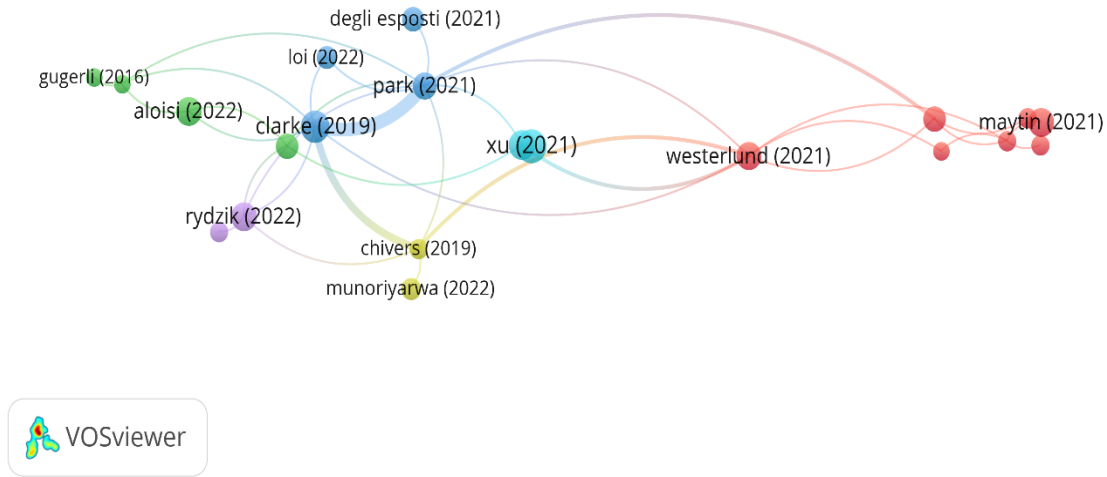 degli esposti (2021)
loi (2022)
gugerli (2016)
park (2021)
aloisi (2022)
clarke (2019)
maytin (2021)
xu (2021)
westerlund (2021)
rydzik (2022)
chivers (2019)
munoriyarwa (2022)
VOSviewer